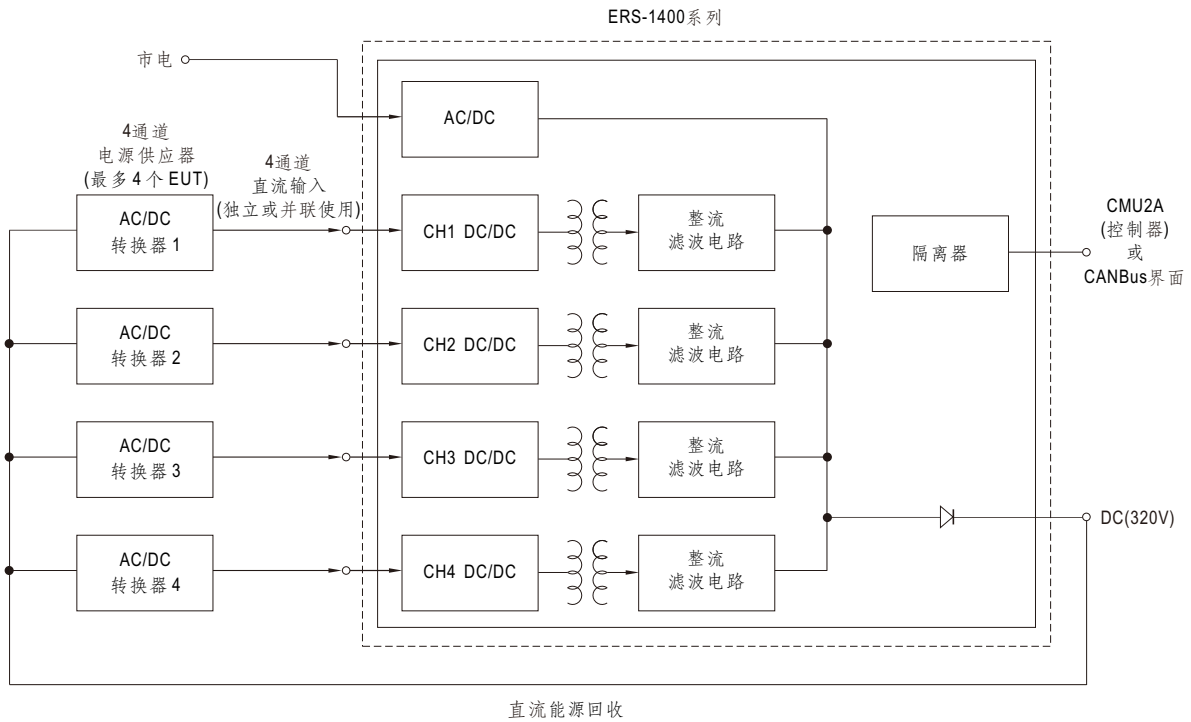 ERS-1400系列
市电
AC/DC
4通道
电源供应器
(最多4个EUT)
4通道
直流输入
(独立或并联使用)
AC/DC
转换器1
CH1 DC/DC
整流
滤波电路
隔离器
CMU2A
(控制器)
或
CANBus界面
AC/DC
转换器2
CH2 DC/DC
整流
滤波电路
AC/DC
转换器3
CH3 DC/DC
整流
滤波电路
DC(320V)
AC/DC
转换器4
CH4 DC/DC
整流
滤波电路
直流能源回收